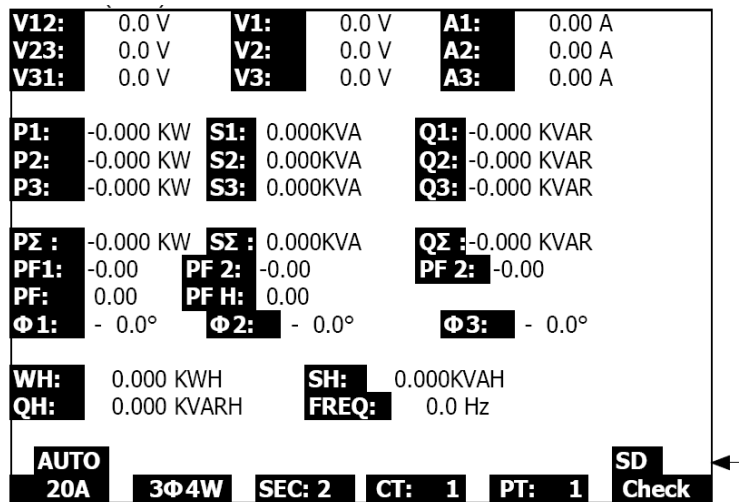 V12: 0.0 V V1: 0.0 V A1: 0.00 A
V23: 0.0 V V2: 0.0 V A2: 0.00 A
V31: 0.0 V V3: 0.0 V A3: 0.00 A
P1: -0.000 KW S1: 0.000KVA Q1: -0.000 KVAR
P2: -0.000 KW S2: 0.000KVA Q2: -0.000 KVAR
P3: -0.000 KW S3: 0.000KVA Q3: -0.000 KVAR
PΣ : -0.000 KW SΣ : 0.000KVA QΣ :-0.000 KVAR
PF1: -0.00 PF 2: -0.00 PF 2: -0.00
PF: 0.00 PF H: 0.00
Φ1: - 0.0° Φ2: - 0.0° Φ3: - 0.0°
WH: 0.000 KWH SH: 0.000KVAH
QH: 0.000 KVARH FREQ: 0.0 Hz
AUTO SD
20A 3Φ4W SEC: 2 CT: 1 PT: 1 Check